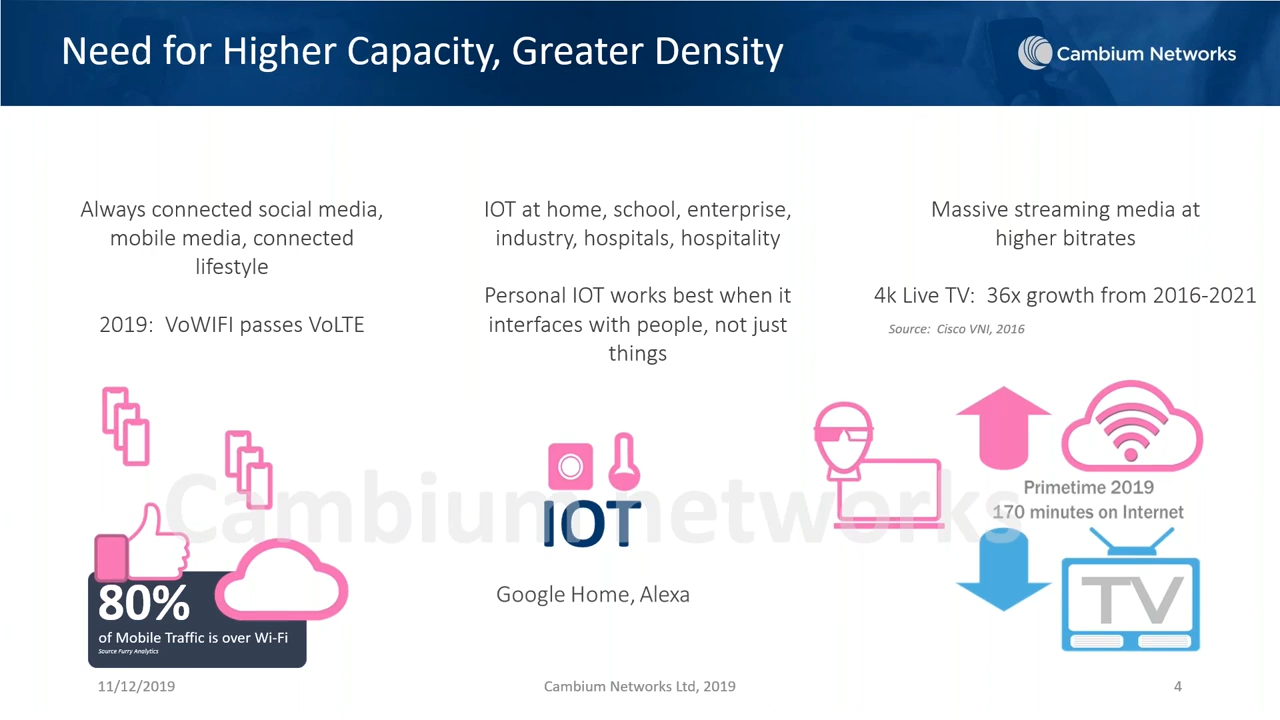 Need for Higher Capacity, Greater Density
Cambium Networks
Always connected social media,
mobile media, connected
lifestyle
2019:  VoWIFI passes VoLTE
IOT at home, school, enterprise,
industry, hospitals, hospitality
Personal IOT works best when it
interfaces with people, not just
things
Massive streaming media at
higher bitrates
4k Live TV:  36x growth from 2016-2021
Source:  Cisco VNI, 2016
Cambium networks
80%
of Mobile Traffic is over Wi-Fi
Source Furry Analytics
IOT
Google Home, Alexa
Primetime 2019
170 minutes on Internet
TV
11/12/2019
Cambium Networks Ltd, 2019
4